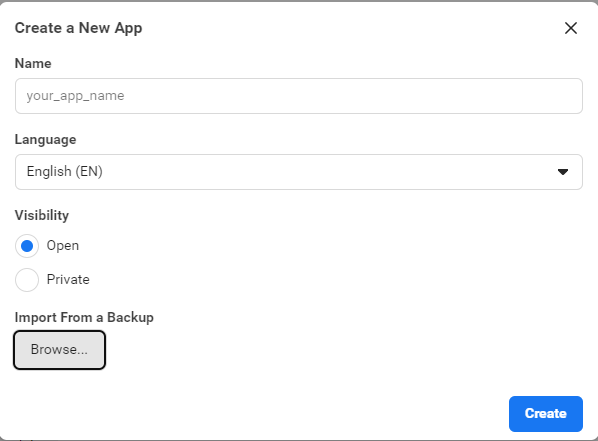 Create a New App
Name
your_app_name
Language
English (EN)
Visibility
Open
Private
Import From a Backup
Browse...
Create